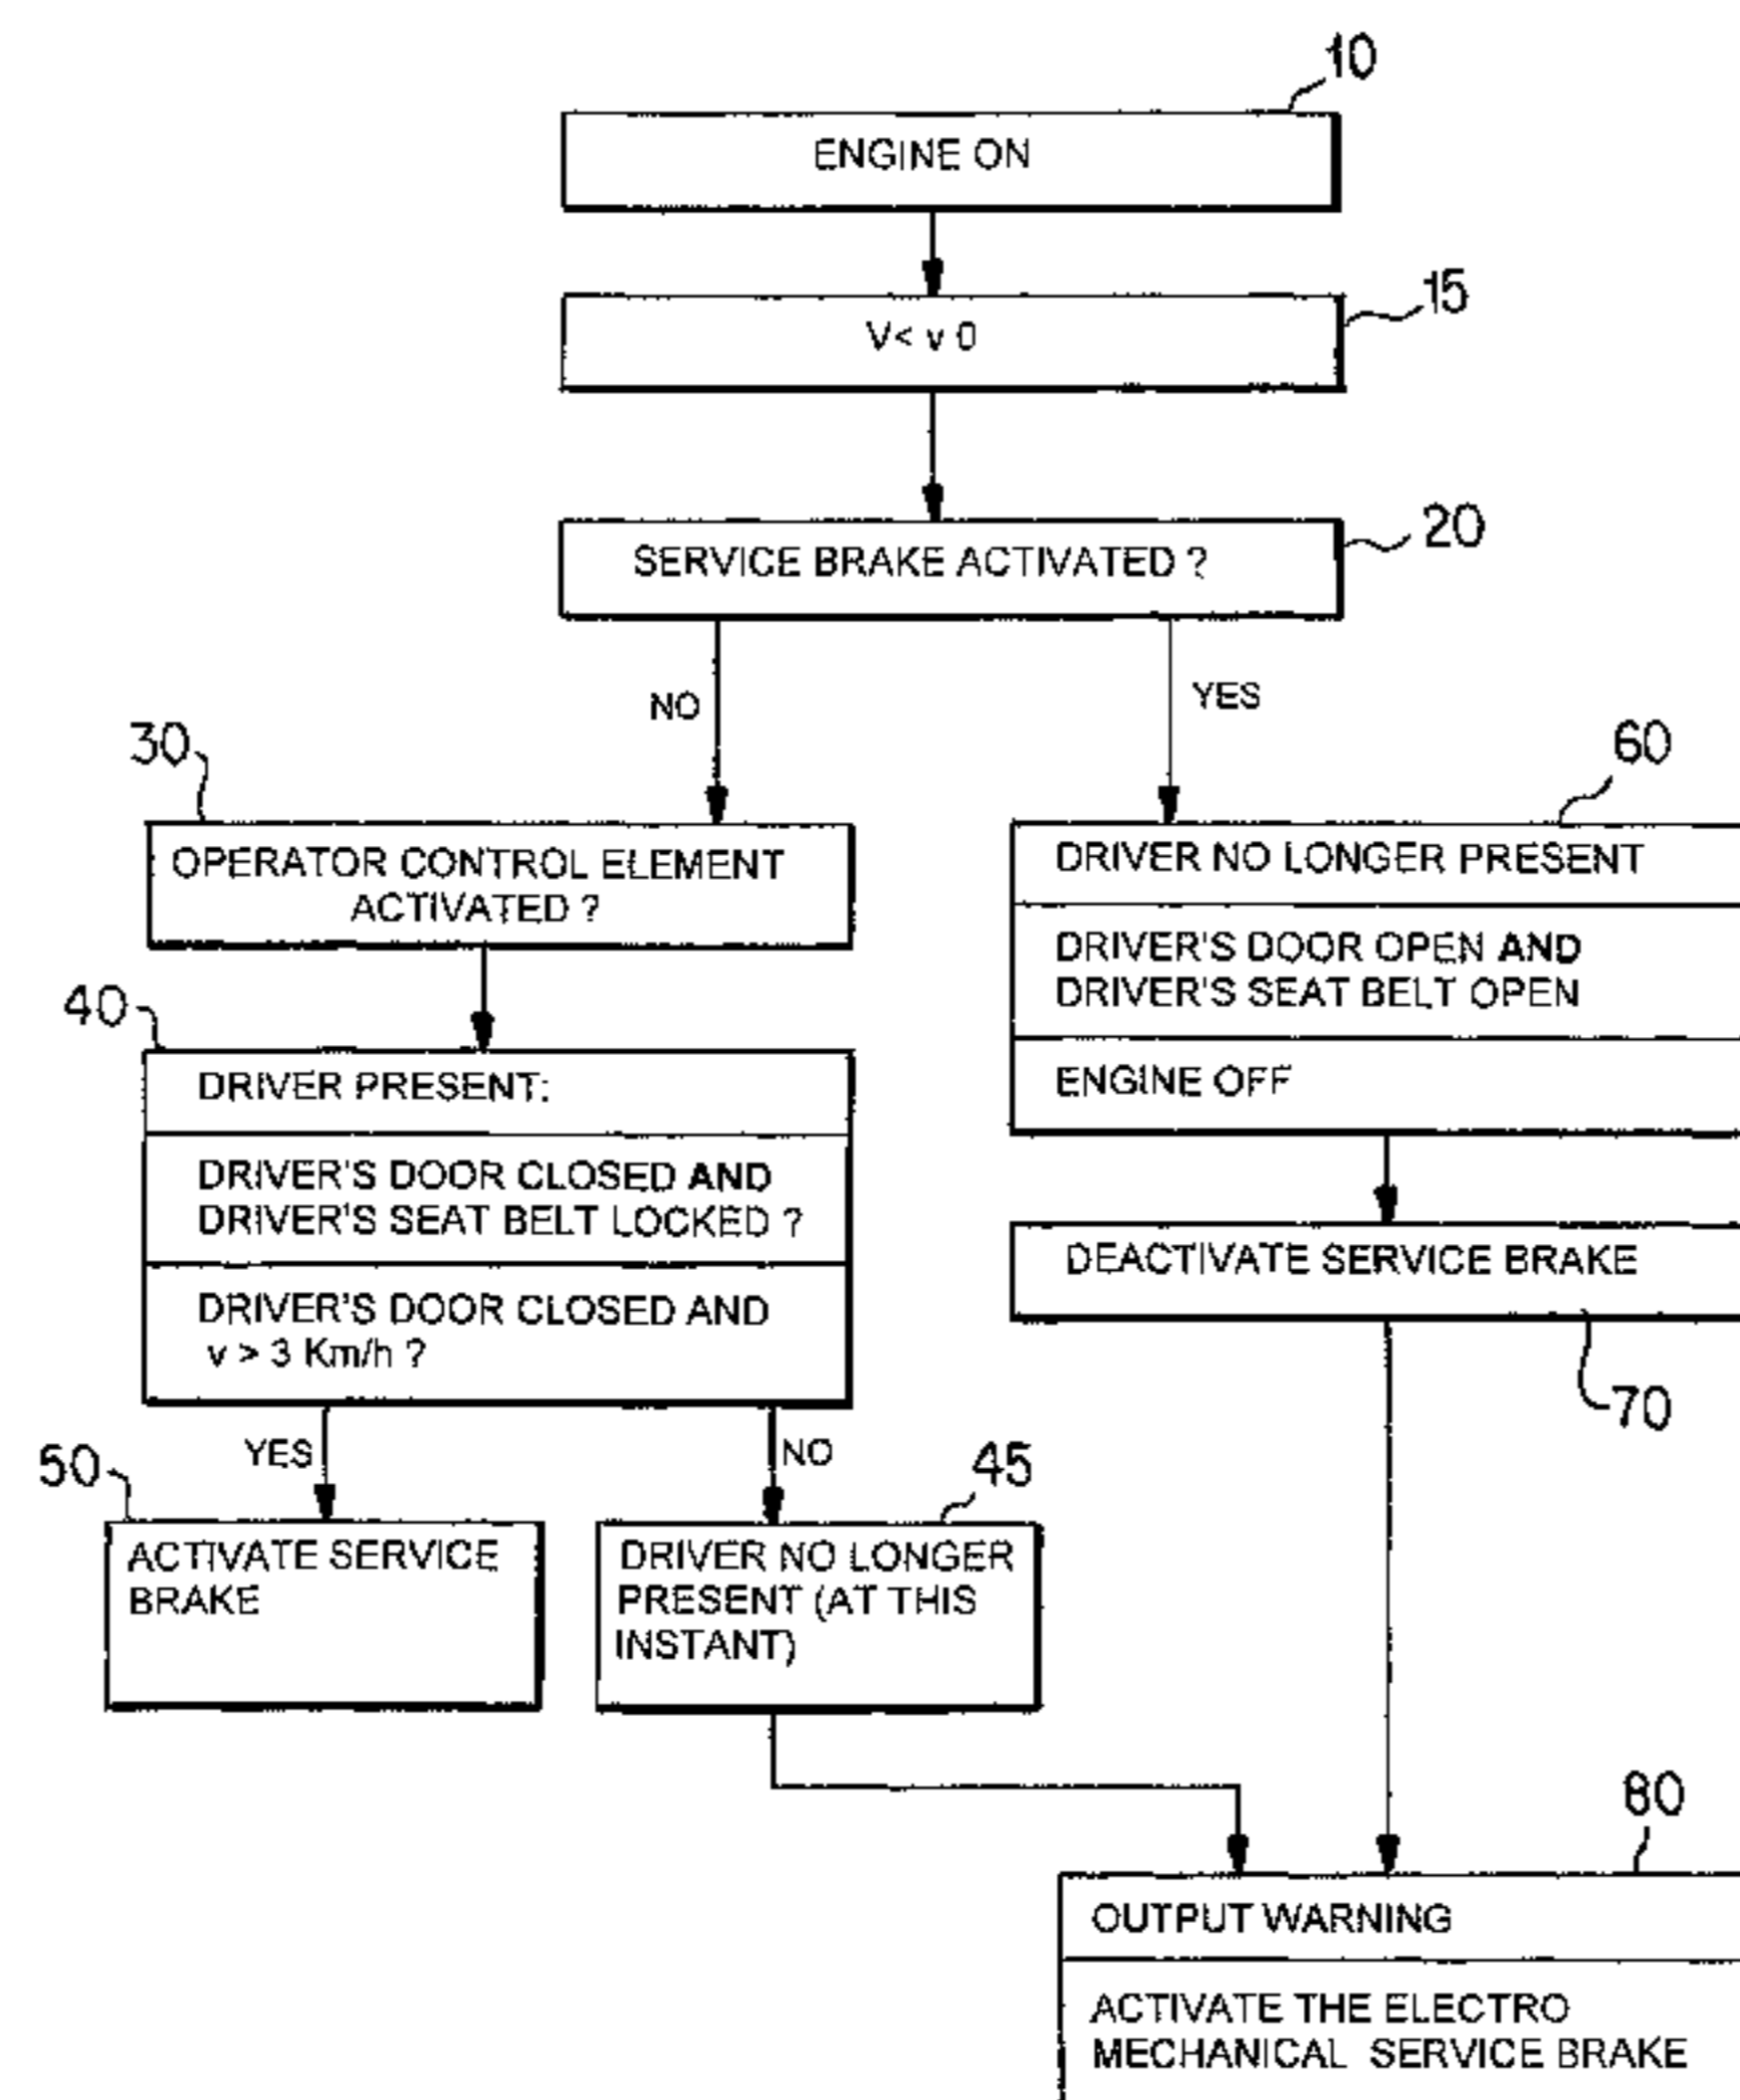 10
ENGINE ON
15
V< v 0
20
SERVICE BRAKE ACTIVATED ?
NO
YES
30
OPERATOR CONTROL ELEMENT
ACTIVATED ?
60
DRIVER NO LONGER PRESENT
DRIVER'S DOOR OPEN AND
DRIVER'S SEAT BELT OPEN
ENGINE OFF
40
DRIVER PRESENT:
DRIVER'S DOOR CLOSED AND
DRIVER'S SEAT BELT LOCKED ?
DRIVER'S DOOR CLOSED AND
v > 3 Km/h ?
DEACTIVATE SERVICE BRAKE
70
YES
NO
50
ACTIVATE SERVICE
BRAKE
45
DRIVER NO LONGER
PRESENT (AT THIS
INSTANT)
80
OUTPUT WARNING
ACTIVATE THE ELECTRO
MECHANICAL SERVICE BRAKE